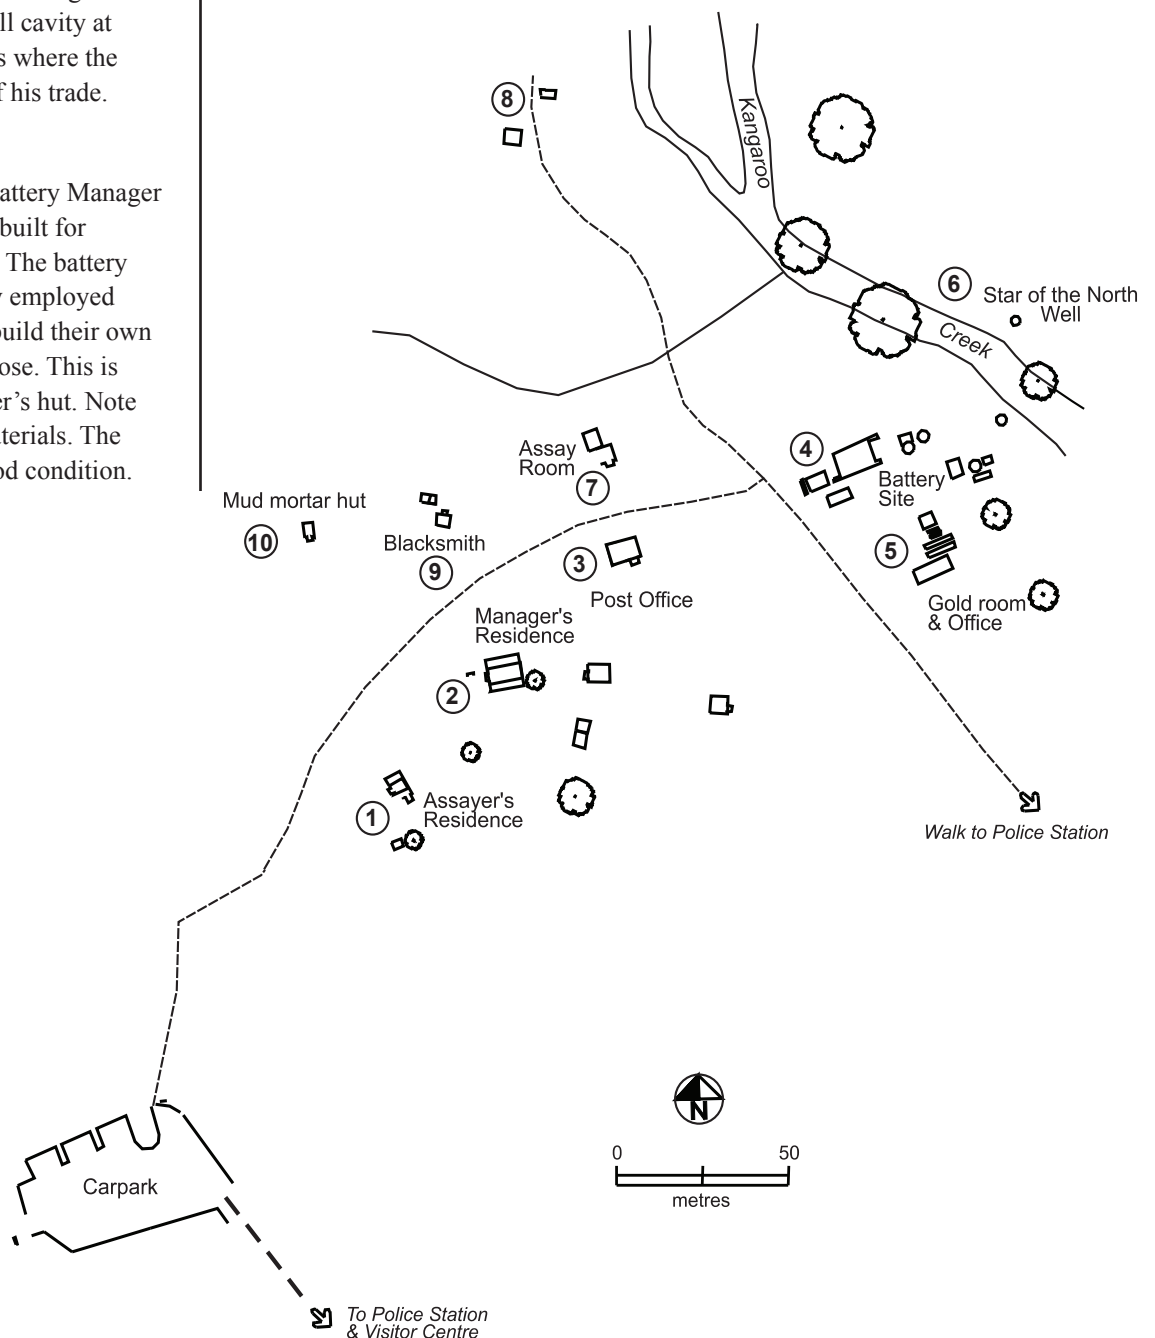 ll cavity at
s where the
f his trade.
attery Manager
built for
The battery
y employed
build their own
ose. This is
er’s hut. Note
aterials. The
od condition.
8
Kangaroo
6
Star of the North
Well
Creek
4
Battery
Site
Assay
Room
7
Mud mortar hut
10
Blacksmith
9
3
Post Office
5
Gold room
& Office
Manager's
Residence
2
1
Assayer's
Residence
Walk to Police Station
N
0 50
metres
Carpark
To Police Station
& Visitor Centre